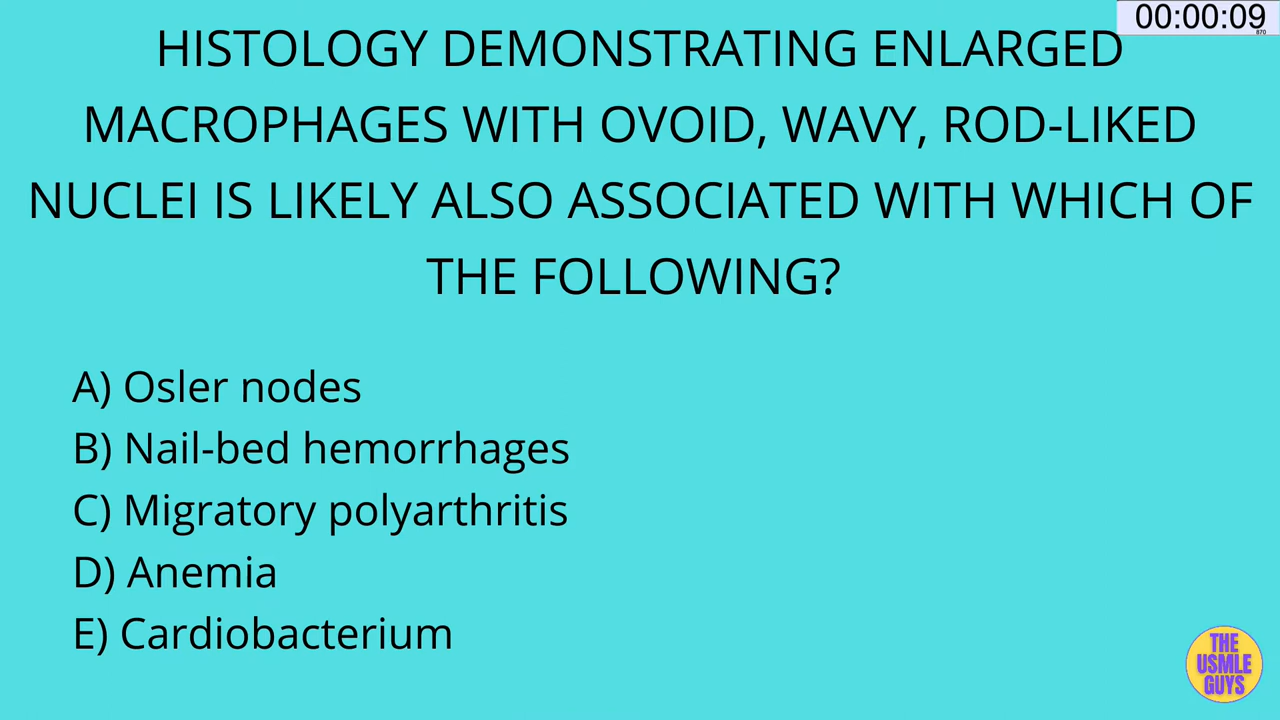 00:00:09
870
HISTOLOGY DEMONSTRATING ENLARGED
MACROPHAGES WITH OVOID, WAVY, ROD-LIKED
NUCLEI IS LIKELY ALSO ASSOCIATED WITH WHICH OF
THE FOLLOWING?
A) Osler nodes
B) Nail-bed hemorrhages
C) Migratory polyarthritis
D) Anemia
E) Cardiobacterium
THE
USMLE
GUYS